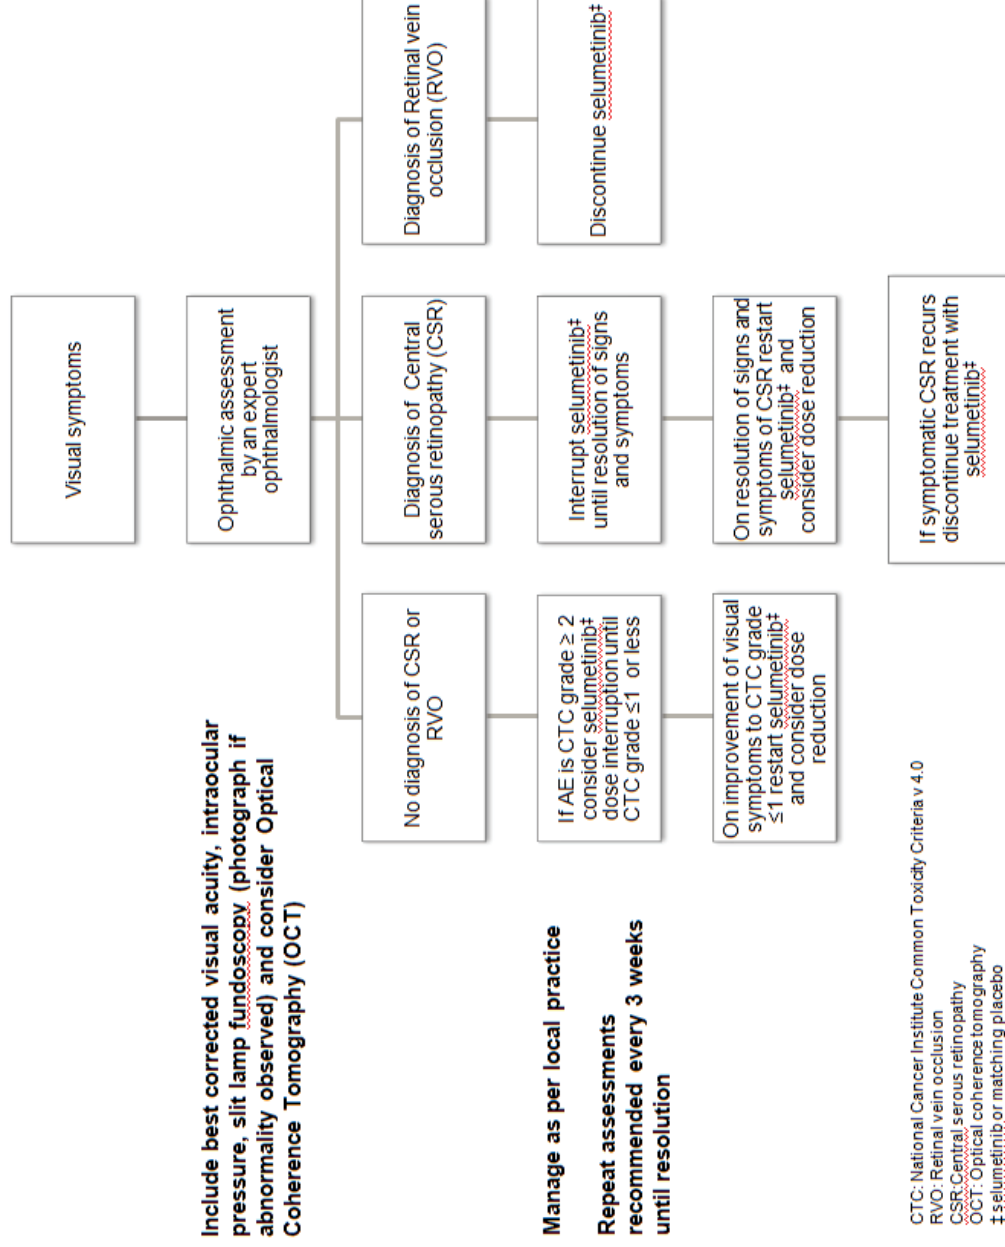 Visual symptoms
Include best corrected visual acuity, intraocular
pressure, slit lamp fundoscopy (photograph if
abnormality observed) and consider Optical
Coherence Tomography (OCT)
Ophthalmic assessment
by an expert
ophthalmologist
No diagnosis of CSR or
RVO
Diagnosis of Central
serous retinopathy (CSR)
Diagnosis of Retinal vein
occlusion (RVO)
Manage as per local practice
Repeat assessments
recommended every 3 weeks
until resolution
If AE is CTC grade ≥ 2
consider selumetinib‡
dose interruption until
CTC grade ≤1 or less
Interrupt selumetinib‡
until resolution of signs
and symptoms
Discontinue selumetinib‡
On improvement of visual
symptoms to CTC grade
≤1 restart selumetinib‡
and consider dose
reduction
On resolution of signs and
symptoms of CSR restart
selumetinib‡ and
consider dose reduction
If symptomatic CSR recurs
discontinue treatment with
selumetinib‡
CTC: National Cancer Institute Common Toxicity Criteria v 4.0
RVO: Retinal vein occlusion
CSR:Central serous retinopathy
OCT: Optical coherence tomography
‡ selumetinib or matching placebo